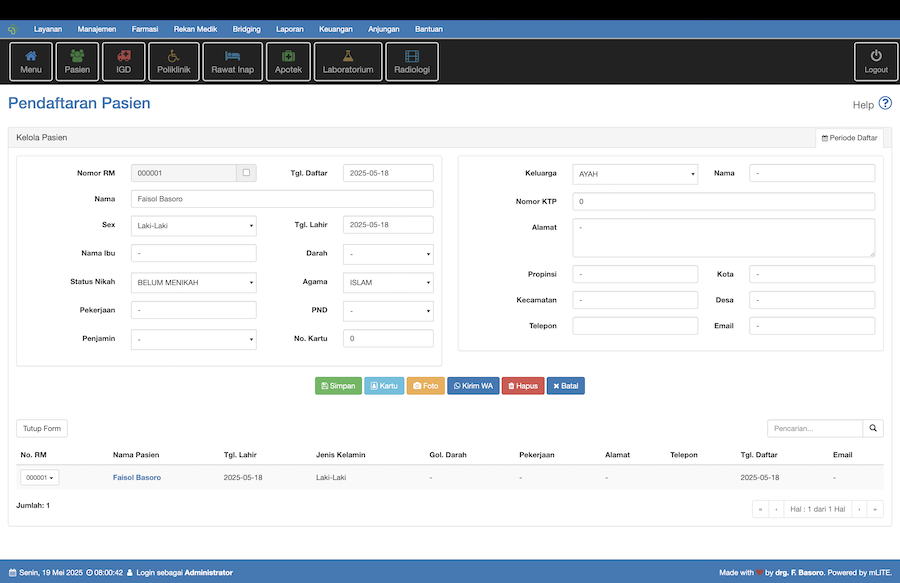 Layanan Manajemen Farmasi Rekan Medik Bridging Laporan Keuangan Anjungan Bantuan
Menu Pasien IGD Poliklinik Rawat Inap Apotek Laboratorium Radiologi Logout
Pendaftaran Pasien Help ?
Kelola Pasien Periode Daftar
Nomor RM 000001 Tgl. Daftar 2025-05-18
Nama Faisol Basoro
Sex Laki-Laki Tgl. Lahir 2025-05-18
Nama Ibu - Darah -
Status Nikah BELUM MENIKAH Agama ISLAM
Pekerjaan - PND -
Penjamin - No. Kartu 0
Keluarga AYAH Nama -
Nomor KTP 0
Alamat -
Propinsi - Kota -
Kecamatan - Desa -
Telepon Email -
Simpan Kartu Foto Kirim WA Hapus Batal
Tutup Form Pencarian...
No. RM Nama Pasien Tgl. Lahir Jenis Kelamin Gol. Darah Pekerjaan Alamat Telepon Tgl. Daftar Email
000001 Faisol Basoro 2025-05-18 Laki-Laki - - - 2025-05-18 -
Jumlah: 1
« ‹ Hal : 1 dari 1 Hal › »
Senin, 19 Mei 2025 08:00:42 Login sebagai Administrator Made with ❤ by drg. F. Basoro. Powered by mLITE.